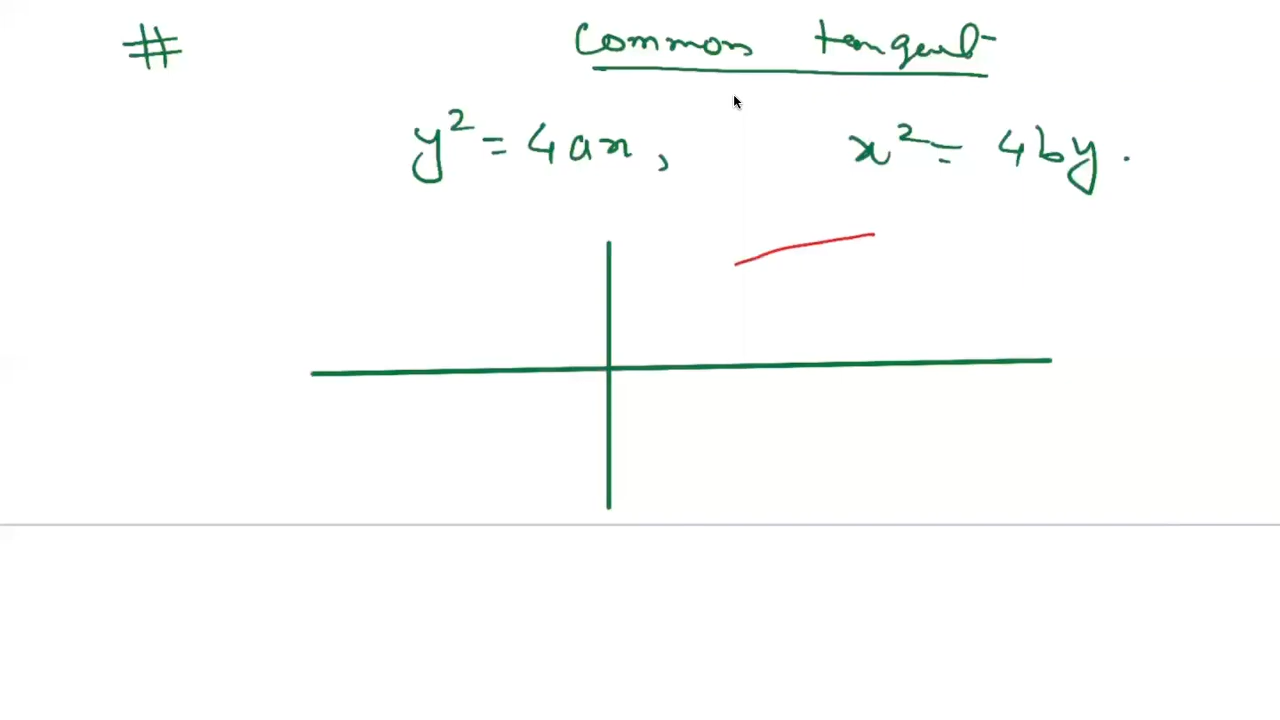 # Common tangent
y² = 4ax, x² = 4by.